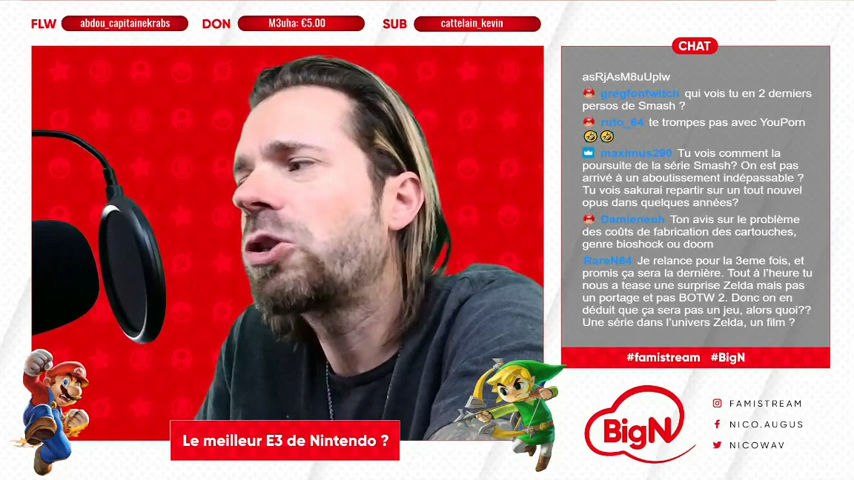 FLW abdou_capitainekrabs DON M3uha: €5.00 SUB cattelain_kevin
CHAT
asRjAsM8uUplw
gregfontwitch qui vois tu en 2 derniers
persos de Smash ?
ruto_64 te trompes pas avec YouPorn
maximus290 Tu vois comment la
poursuite de la série Smash? On est pas
arrivé à un aboutissement indépassable ?
Tu vois sakurai repartir sur un tout nouvel
opus dans quelques années?
Damieneuh Ton avis sur le problème
des coûts de fabrication des cartouches,
genre bioshock ou doom
RareN64 Je relance pour la 3eme fois, et
promis ça sera la dernière. Tout à l'heure tu
nous a tease une surprise Zelda mais pas
un portage et pas BOTW 2. Donc on en
déduit que ça sera pas un jeu, alors quoi??
Une série dans l'univers Zelda, un film ?
#famistream #BigN
Le meilleur E3 de Nintendo ?
BigN
FAMISTREAM
NICO.AUGUS
NICOWAV